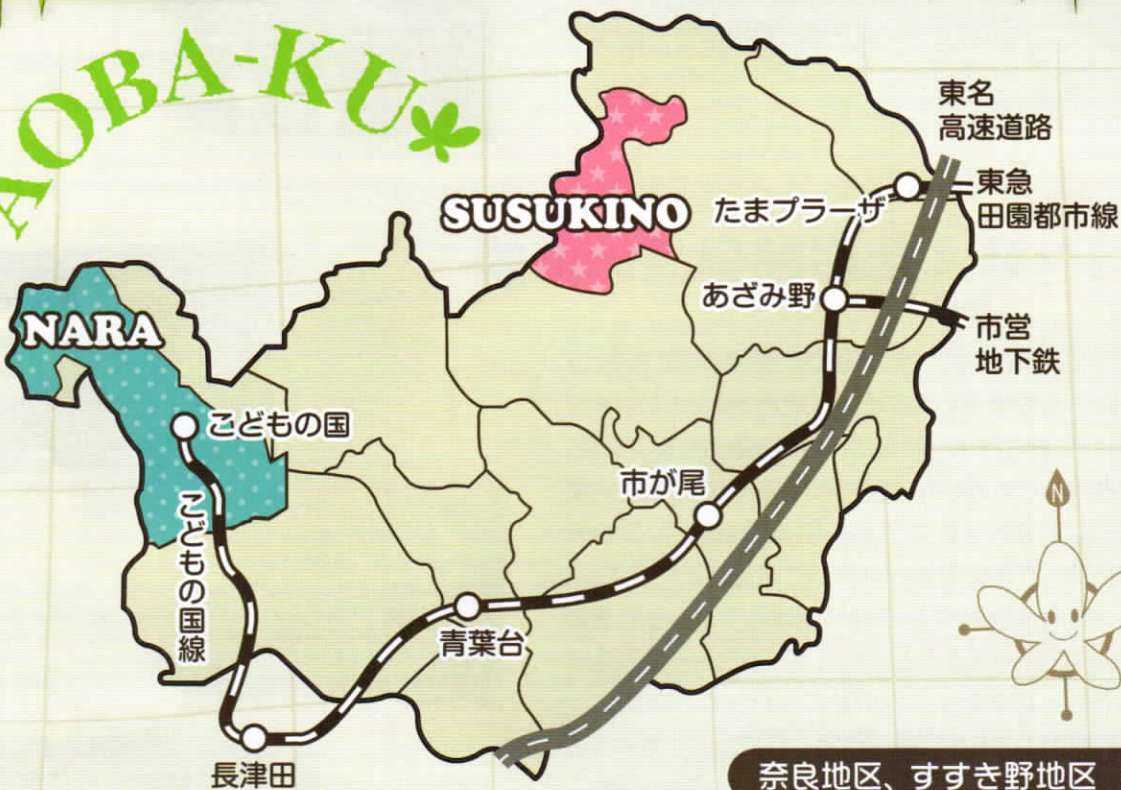 AOBA-KU
東名
高速道路
東急
田園都市線
SUSUKINO
たまプラーザ
あざみ野
市営
地下鉄
NARA
こどもの国
市が尾
こどもの国線
青葉台
長津田
N
奈良地区、すすき野地区